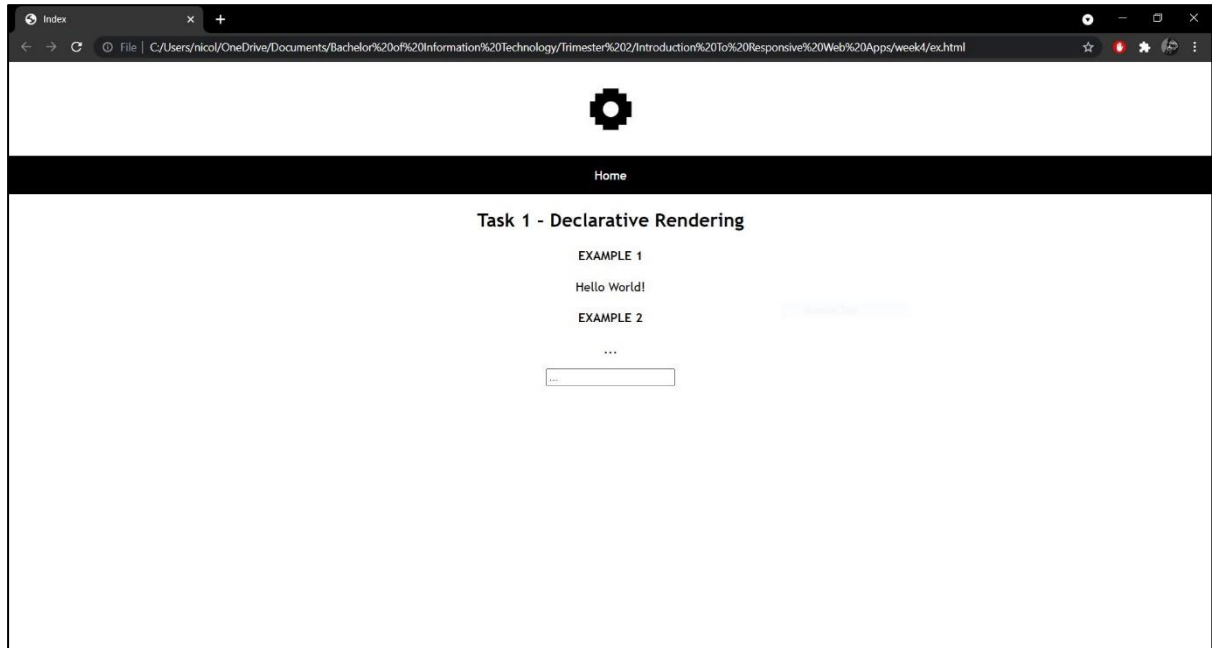 Index
File | C:/Users/nicol/OneDrive/Documents/Bachelor%20of%20Information%20Technology/Trimester%202/Introduction%20To%20Responsive%20Web%20Apps/week4/ex.html
Home
Task 1 - Declarative Rendering
EXAMPLE 1
Hello World!
EXAMPLE 2
...
...